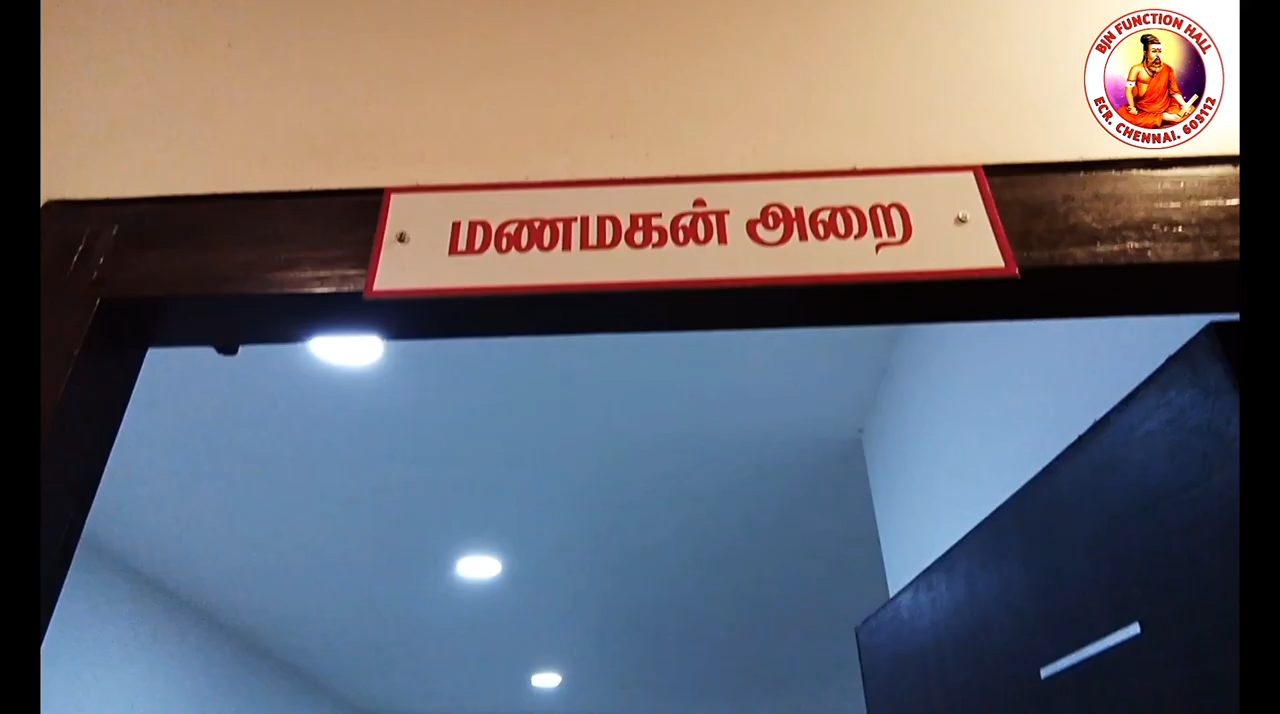 BJN FUNCTION HALL
ECR. CHENNAI. 603112
மணமகன் அறை